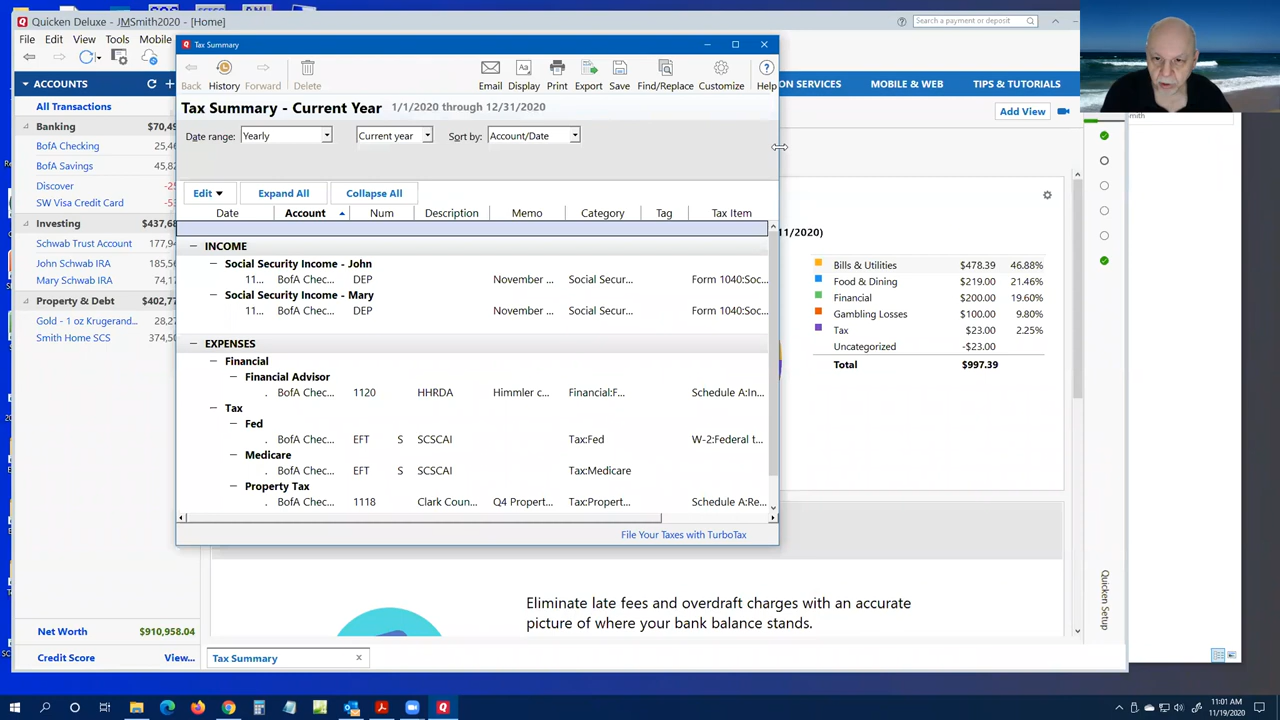 Quicken Deluxe - JMSmith2020 - [Home]
Search a payment or deposit
File Edit View Tools Mobile
ACCOUNTS
All Transactions
Banking
BofA Checking
BofA Savings
Discover
SW Visa Credit Card
Investing
Schwab Trust Account
John Schwab IRA
Mary Schwab IRA
Property & Debt
Gold - 1 oz Krugerand...
Smith Home SCS
Net Worth $910,958.04
Credit Score View...
Tax Summary
Back History Forward Delete Email Display Print Export Save Find/Replace Customize Help
Tax Summary - Current Year 1/1/2020 through 12/31/2020
Date range: Yearly Current year Sort by: Account/Date
Edit Expand All Collapse All
Date Account Num Description Memo Category Tag Tax Item
INCOME
Social Security Income - John
11... BofA Chec... DEP November ... Social Secur... Form 1040:Soc...
Social Security Income - Mary
11... BofA Chec... DEP November ... Social Secur... Form 1040:Soc...
EXPENSES
Financial
Financial Advisor
. BofA Chec... 1120 HHRDA Himmler c... Financial:F... Schedule A:In...
Tax
Fed
. BofA Chec... EFT S SCSCAI Tax:Fed W-2:Federal t...
Medicare
. BofA Chec... EFT S SCSCAI Tax:Medicare
Property Tax
. BofA Chec... 1118 Clark Coun... Q4 Propert... Tax:Propert... Schedule A:Re...
File Your Taxes with TurboTax
ON SERVICES MOBILE & WEB TIPS & TUTORIALS
Add View
11/2020)
Bills & Utilities $478.39 46.88%
Food & Dining $219.00 21.46%
Financial $200.00 19.60%
Gambling Losses $100.00 9.80%
Tax $23.00 2.25%
Uncategorized -$23.00
Total $997.39
Quicken Setup
Eliminate late fees and overdraft charges with an accurate
picture of where your bank balance stands.
Tax Summary
11:01 AM
11/19/2020